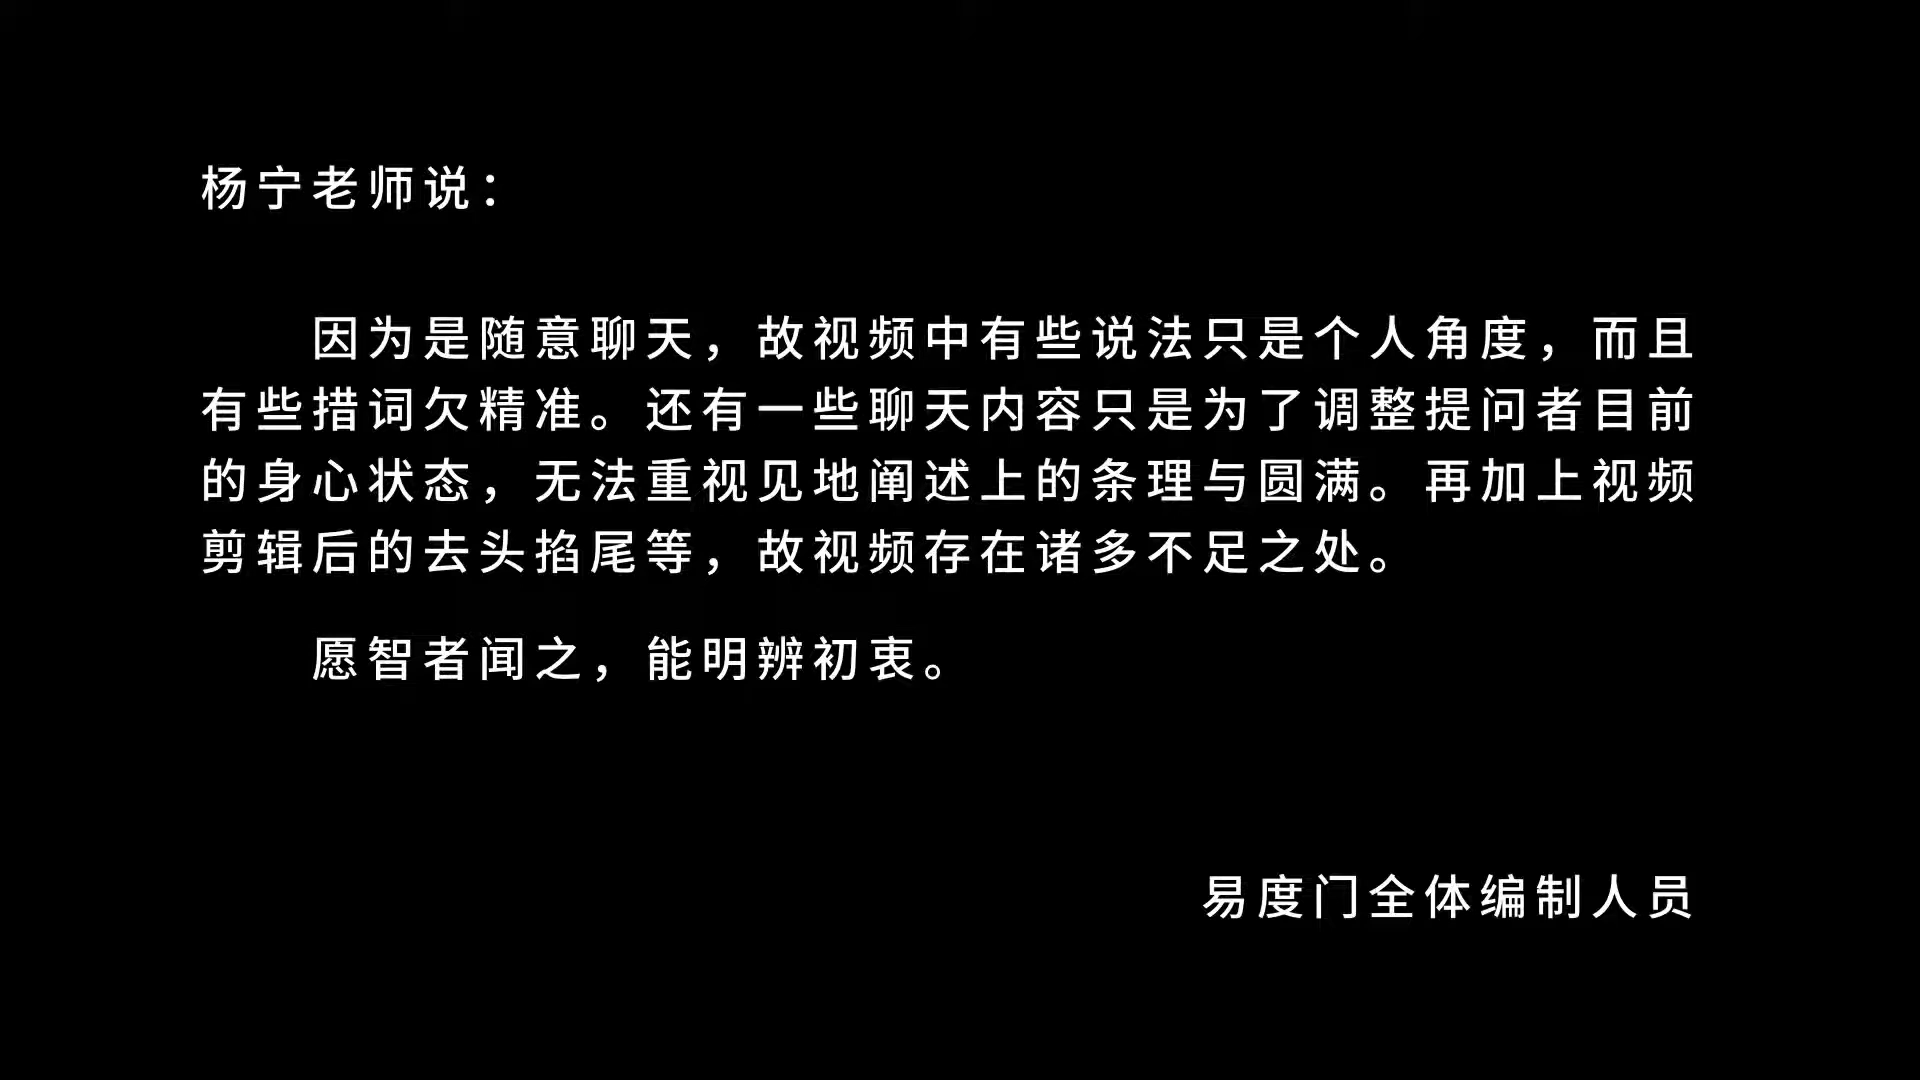 杨宁老师说：
因为是随意聊天，故视频中有些说法只是个人角度，而且
有些措词欠精准。还有一些聊天内容只是为了调整提问者目前
的身心状态，无法重视见地阐述上的条理与圆满。再加上视频
剪辑后的去头掐尾等，故视频存在诸多不足之处。
愿智者闻之，能明辨初衷。
易度门全体编制人员